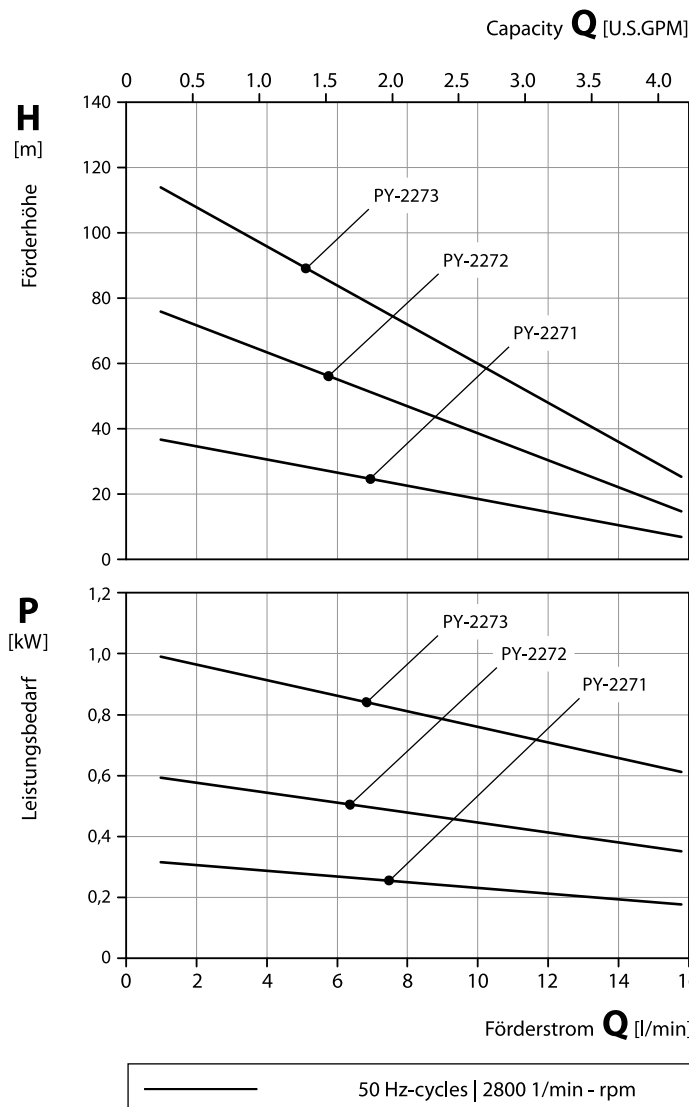 Capacity Q [U.S.GPM]
0 0.5 1.0 1.5 2.0 2.5 3.0 3.5 4.0
H
[m]
Förderhöhe
140
120
100
80
60
40
20
0
PY-2273
PY-2272
PY-2271
P
[kW]
Leistungsbedarf
1,2
1,0
0,8
0,6
0,4
0,2
0
PY-2273
PY-2272
PY-2271
0 2 4 6 8 10 12 14 16
Förderstrom Q [l/min]
50 Hz-cycles | 2800 1/min - rpm